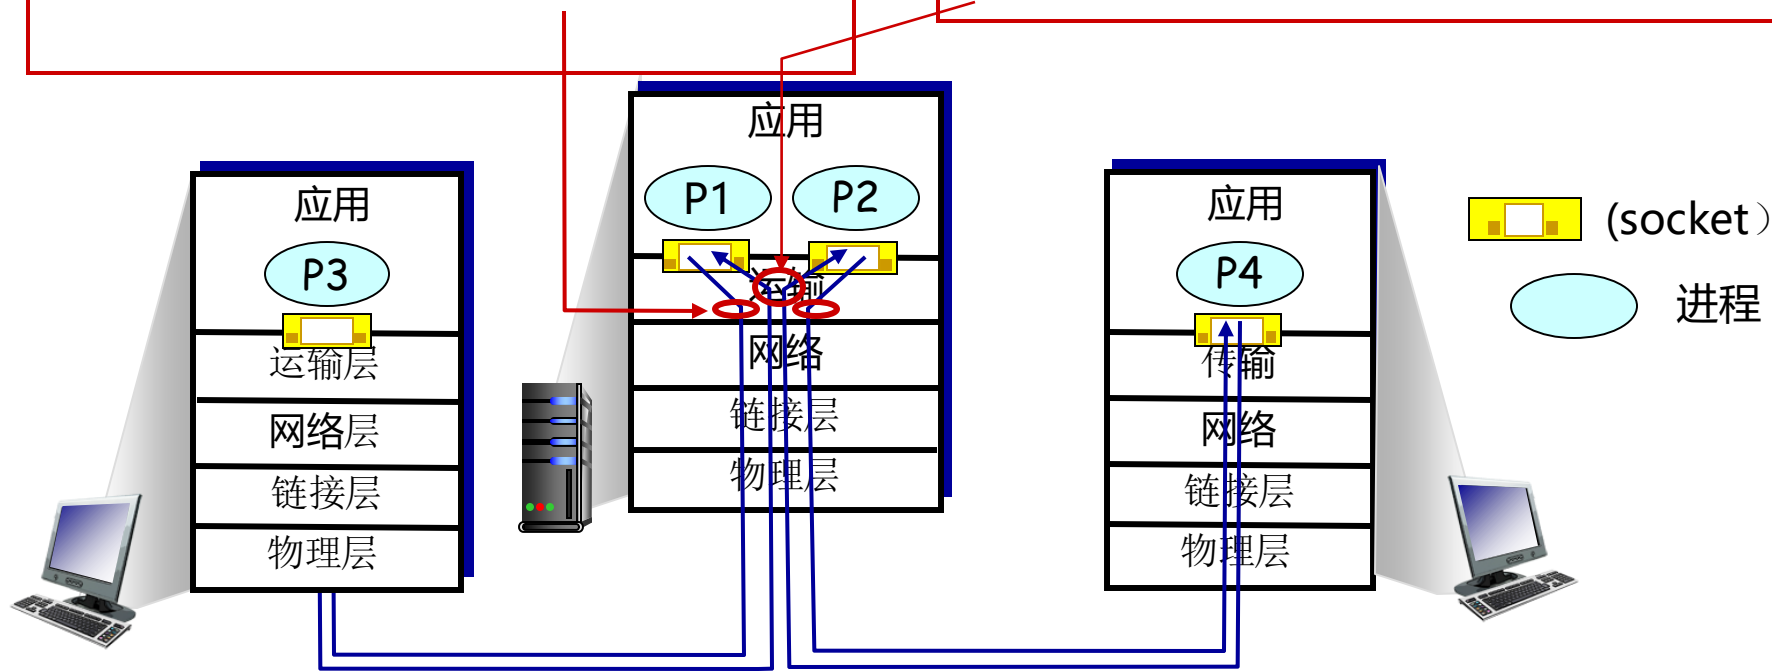 应用
P3
运输层
网络层
链接层
物理层
应用
P1
P2
运输
网络
链接层
物理层
应用
P4
传输
网络
链接层
物理层
(socket）
进程